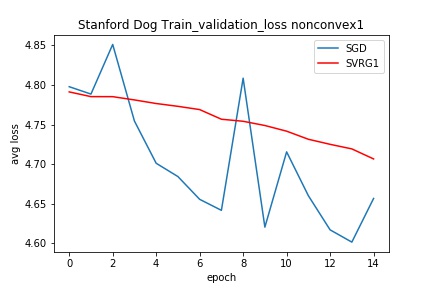 Stanford Dog Train_validation_loss nonconvex1
SGD
SVRG1
avg loss
4.85
4.80
4.75
4.70
4.65
4.60
0
2
4
6
8
10
12
14
epoch